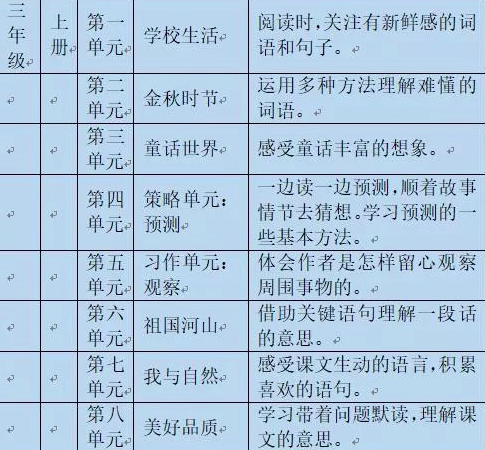 三年级 上册 第一单元 学校生活 阅读时,关注有新鲜感的词语和句子。
第二单元 金秋时节 运用多种方法理解难懂的词语。
第三单元 童话世界 感受童话丰富的想象。
第四单元 策略单元:预测 一边读一边预测,顺着故事情节去猜想。学习预测的一些基本方法。
第五单元 习作单元:观察 体会作者是怎样留心观察周围事物的。
第六单元 祖国河山 借助关键语句理解一段话的意思。
第七单元 我与自然 感受课文生动的语言,积累喜欢的语句。
第八单元 美好品质 学习带着问题默读,理解课文的意思。